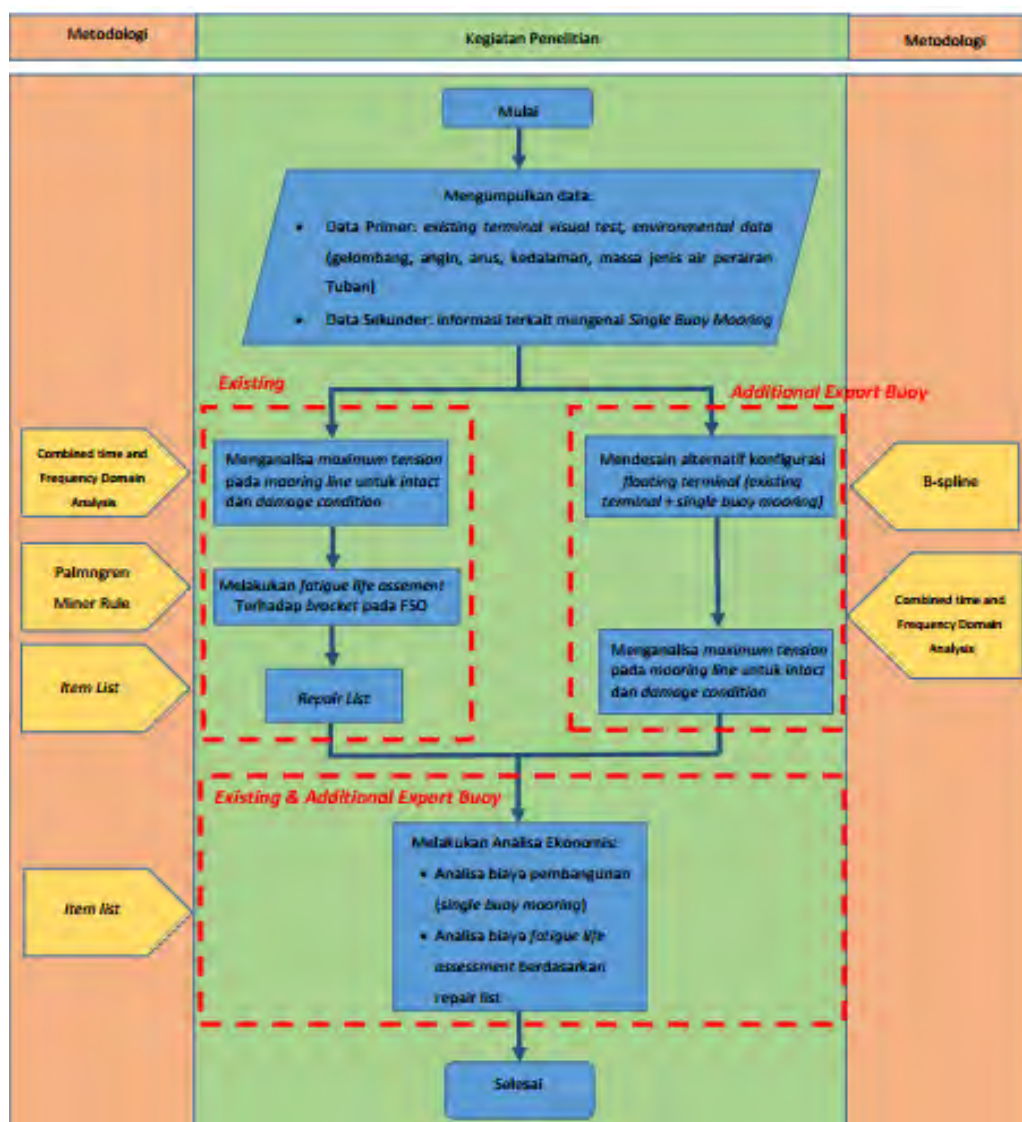 Metodologi
Kegiatan Penelitian
Metodologi
Mulai
Mengumpulkan data:
• Data Primer: existing terminal visual test, environmental data
(gelombang, angin, arus, kedalaman, massa jenis air perairan
Tuban)
• Data Sekunder: informasi terkait mengenai Single Buoy Mooring
Existing
Additional Export Buoy
Combined time and
Frequency Domain
Analysis
Menganalisa maximum tension
pada mooring line untuk intact
dan damage condition
Mendesain alternatif konfigurasi
floating terminal (existing
terminal + single buoy mooring)
B-spline
Palmngren
Miner Rule
Melakukan fatigue life assement
Terhadap bracket pada FSO
Combined time and
Frequency Domain
Analysis
Item List
Repair List
Menganalisa maximum tension
pada mooring line untuk intact
dan damage condition
Existing & Additional Export Buoy
Item list
Melakukan Analisa Ekonomis:
• Analisa biaya pembangunan
(single buoy mooring)
• Analisa biaya fatigue life
assessment berdasarkan
repair list
Selesai